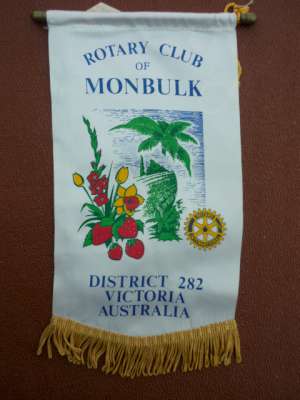 ROTARY CLUB
OF
MONBULK
DISTRICT 282
VICTORIA
AUSTRALIA